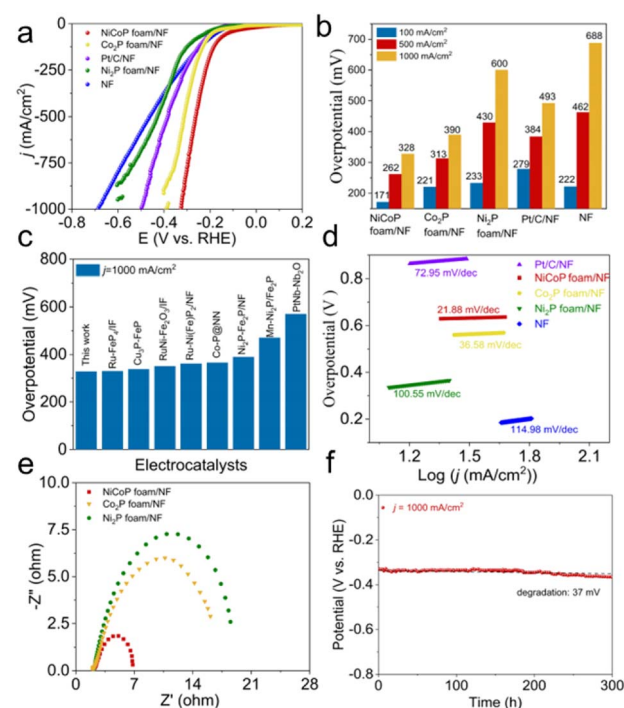 a
NiCoP foam/NF
Co₂P foam/NF
Pt/C/NF
Ni₂P foam/NF
NF
0
-250
-500
-750
-1000
-0.8
-0.6
-0.4
-0.2
0.0
0.2
j (mA/cm²)
E (V vs. RHE)
b
100 mA/cm²
500 mA/cm²
1000 mA/cm²
700
600
500
400
300
200
Overpotential (mV)
171
262
328
221
313
390
233
430
600
279
384
493
222
462
688
NiCoP foam/NF
Co₂P foam/NF
Ni₂P foam/NF
Pt/C/NF
NF
c
j=1000 mA/cm²
800
600
400
200
0
Overpotential (mV)
This work
Ru-FeP₄/IF
Cu₃P-FeP
RuNi-Fe₂O₃/IF
Ru-Ni(Fe)P₂/NF
Co-P@NN
Ni₂P-Fe₂P/NF
Mn-Ni₂P/Fe₂P
PtNb-Nb₂O
Electrocatalysts
d
Pt/C/NF
NiCoP foam/NF
Co₂P foam/NF
Ni₂P foam/NF
NF
0.8
0.6
0.4
0.2
Overpotential (V)
72.95 mV/dec
21.88 mV/dec
36.58 mV/dec
100.55 mV/dec
114.98 mV/dec
1.2
1.5
1.8
2.1
Log (j (mA/cm²))
e
NiCoP foam/NF
Co₂P foam/NF
Ni₂P foam/NF
10.0
7.5
5.0
2.5
0.0
-Z'' (ohm)
0
7
14
21
28
Z' (ohm)
f
j = 1000 mA/cm²
0.0
-0.2
-0.4
-0.6
-0.8
Potential (V vs. RHE)
degradation: 37 mV
0
60
120
180
240
300
Time (h)